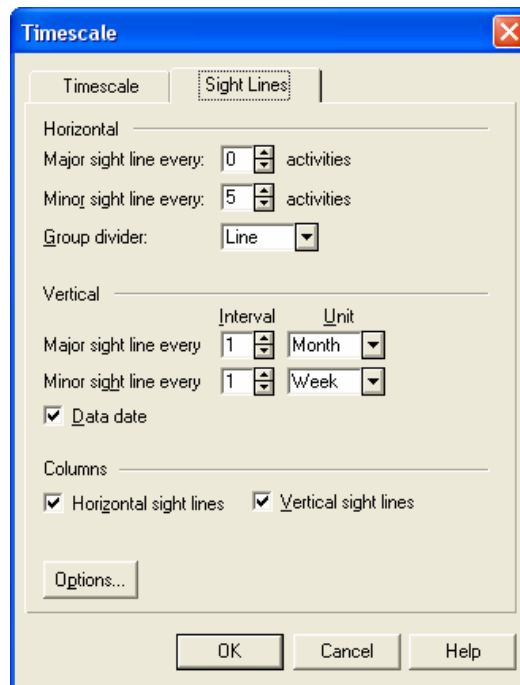 Timescale
Timescale Sight Lines
Horizontal
Major sight line every: 0 activities
Minor sight line every: 5 activities
Group divider: Line
Vertical
Interval Unit
Major sight line every 1 Month
Minor sight line every 1 Week
Data date
Columns
Horizontal sight lines Vertical sight lines
Options...
OK Cancel Help